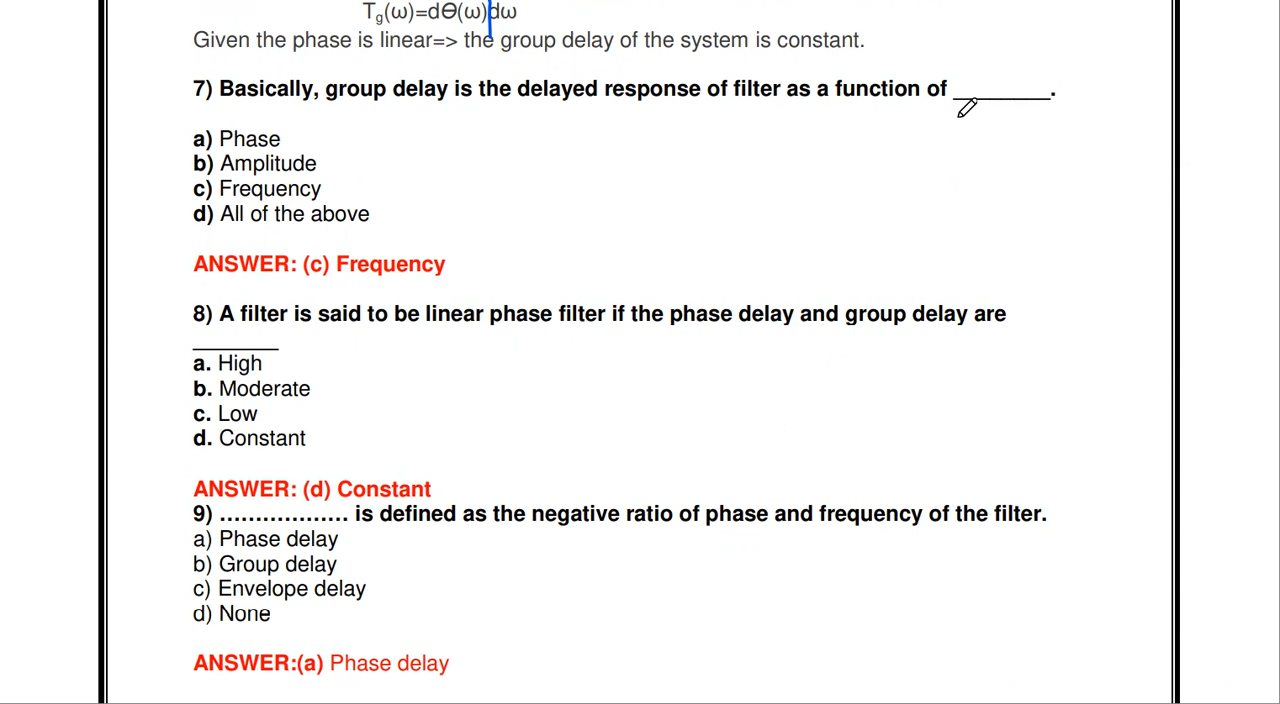 Tg(ω)=dӨ(ω)dω
Given the phase is linear=> the group delay of the system is constant.
7) Basically, group delay is the delayed response of filter as a function of ________.
a) Phase
b) Amplitude
c) Frequency
d) All of the above
ANSWER: (c) Frequency
8) A filter is said to be linear phase filter if the phase delay and group delay are
_______
a. High
b. Moderate
c. Low
d. Constant
ANSWER: (d) Constant
9) ……………… is defined as the negative ratio of phase and frequency of the filter.
a) Phase delay
b) Group delay
c) Envelope delay
d) None
ANSWER:(a) Phase delay